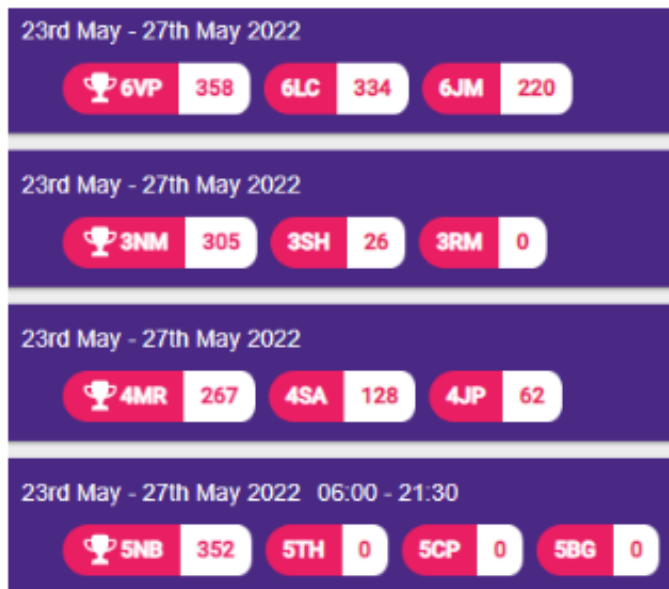 23rd May - 27th May 2022
6VP 358 6LC 334 6JM 220
23rd May - 27th May 2022
3NM 305 3SH 26 3RM 0
23rd May - 27th May 2022
4MR 267 4SA 128 4JP 62
23rd May - 27th May 2022 06:00 - 21:30
5NB 352 5TH 0 5CP 0 5BG 0